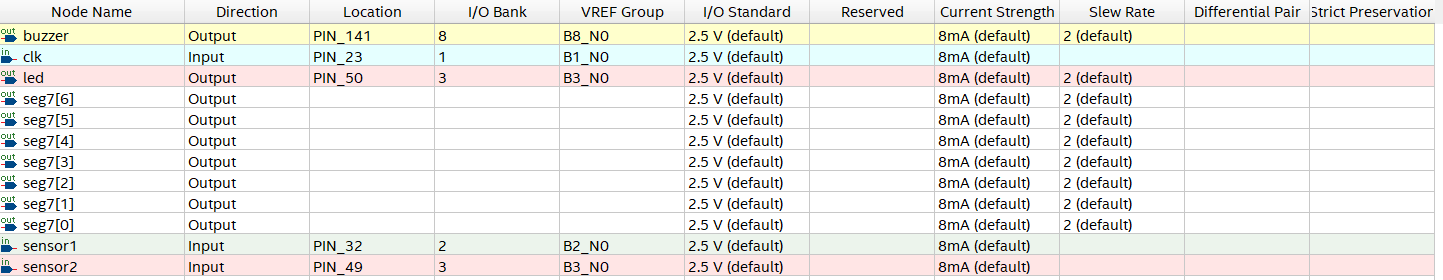 Node Name Direction Location I/O Bank VREF Group I/O Standard Reserved Current Strength Slew Rate Differential Pair Strict Preservation
out buzzer Output PIN_141 8 B8_N0 2.5 V (default) 8mA (default) 2 (default)
in clk Input PIN_23 1 B1_N0 2.5 V (default) 8mA (default)
out led Output PIN_50 3 B3_N0 2.5 V (default) 8mA (default) 2 (default)
out seg7[6] Output 2.5 V (default) 8mA (default) 2 (default)
out seg7[5] Output 2.5 V (default) 8mA (default) 2 (default)
out seg7[4] Output 2.5 V (default) 8mA (default) 2 (default)
out seg7[3] Output 2.5 V (default) 8mA (default) 2 (default)
out seg7[2] Output 2.5 V (default) 8mA (default) 2 (default)
out seg7[1] Output 2.5 V (default) 8mA (default) 2 (default)
out seg7[0] Output 2.5 V (default) 8mA (default) 2 (default)
in sensor1 Input PIN_32 2 B2_N0 2.5 V (default) 8mA (default)
in sensor2 Input PIN_49 3 B3_N0 2.5 V (default) 8mA (default)